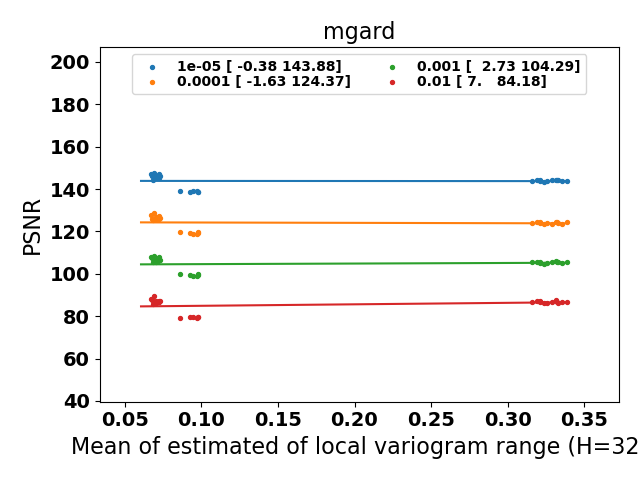 mgard
1e-05 [ -0.38 143.88]
0.0001 [ -1.63 124.37]
0.001 [  2.73 104.29]
0.01 [ 7.   84.18]
PSNR
200
180
160
140
120
100
80
60
40
0.05 0.10 0.15 0.20 0.25 0.30 0.35
Mean of estimated of local variogram range (H=32